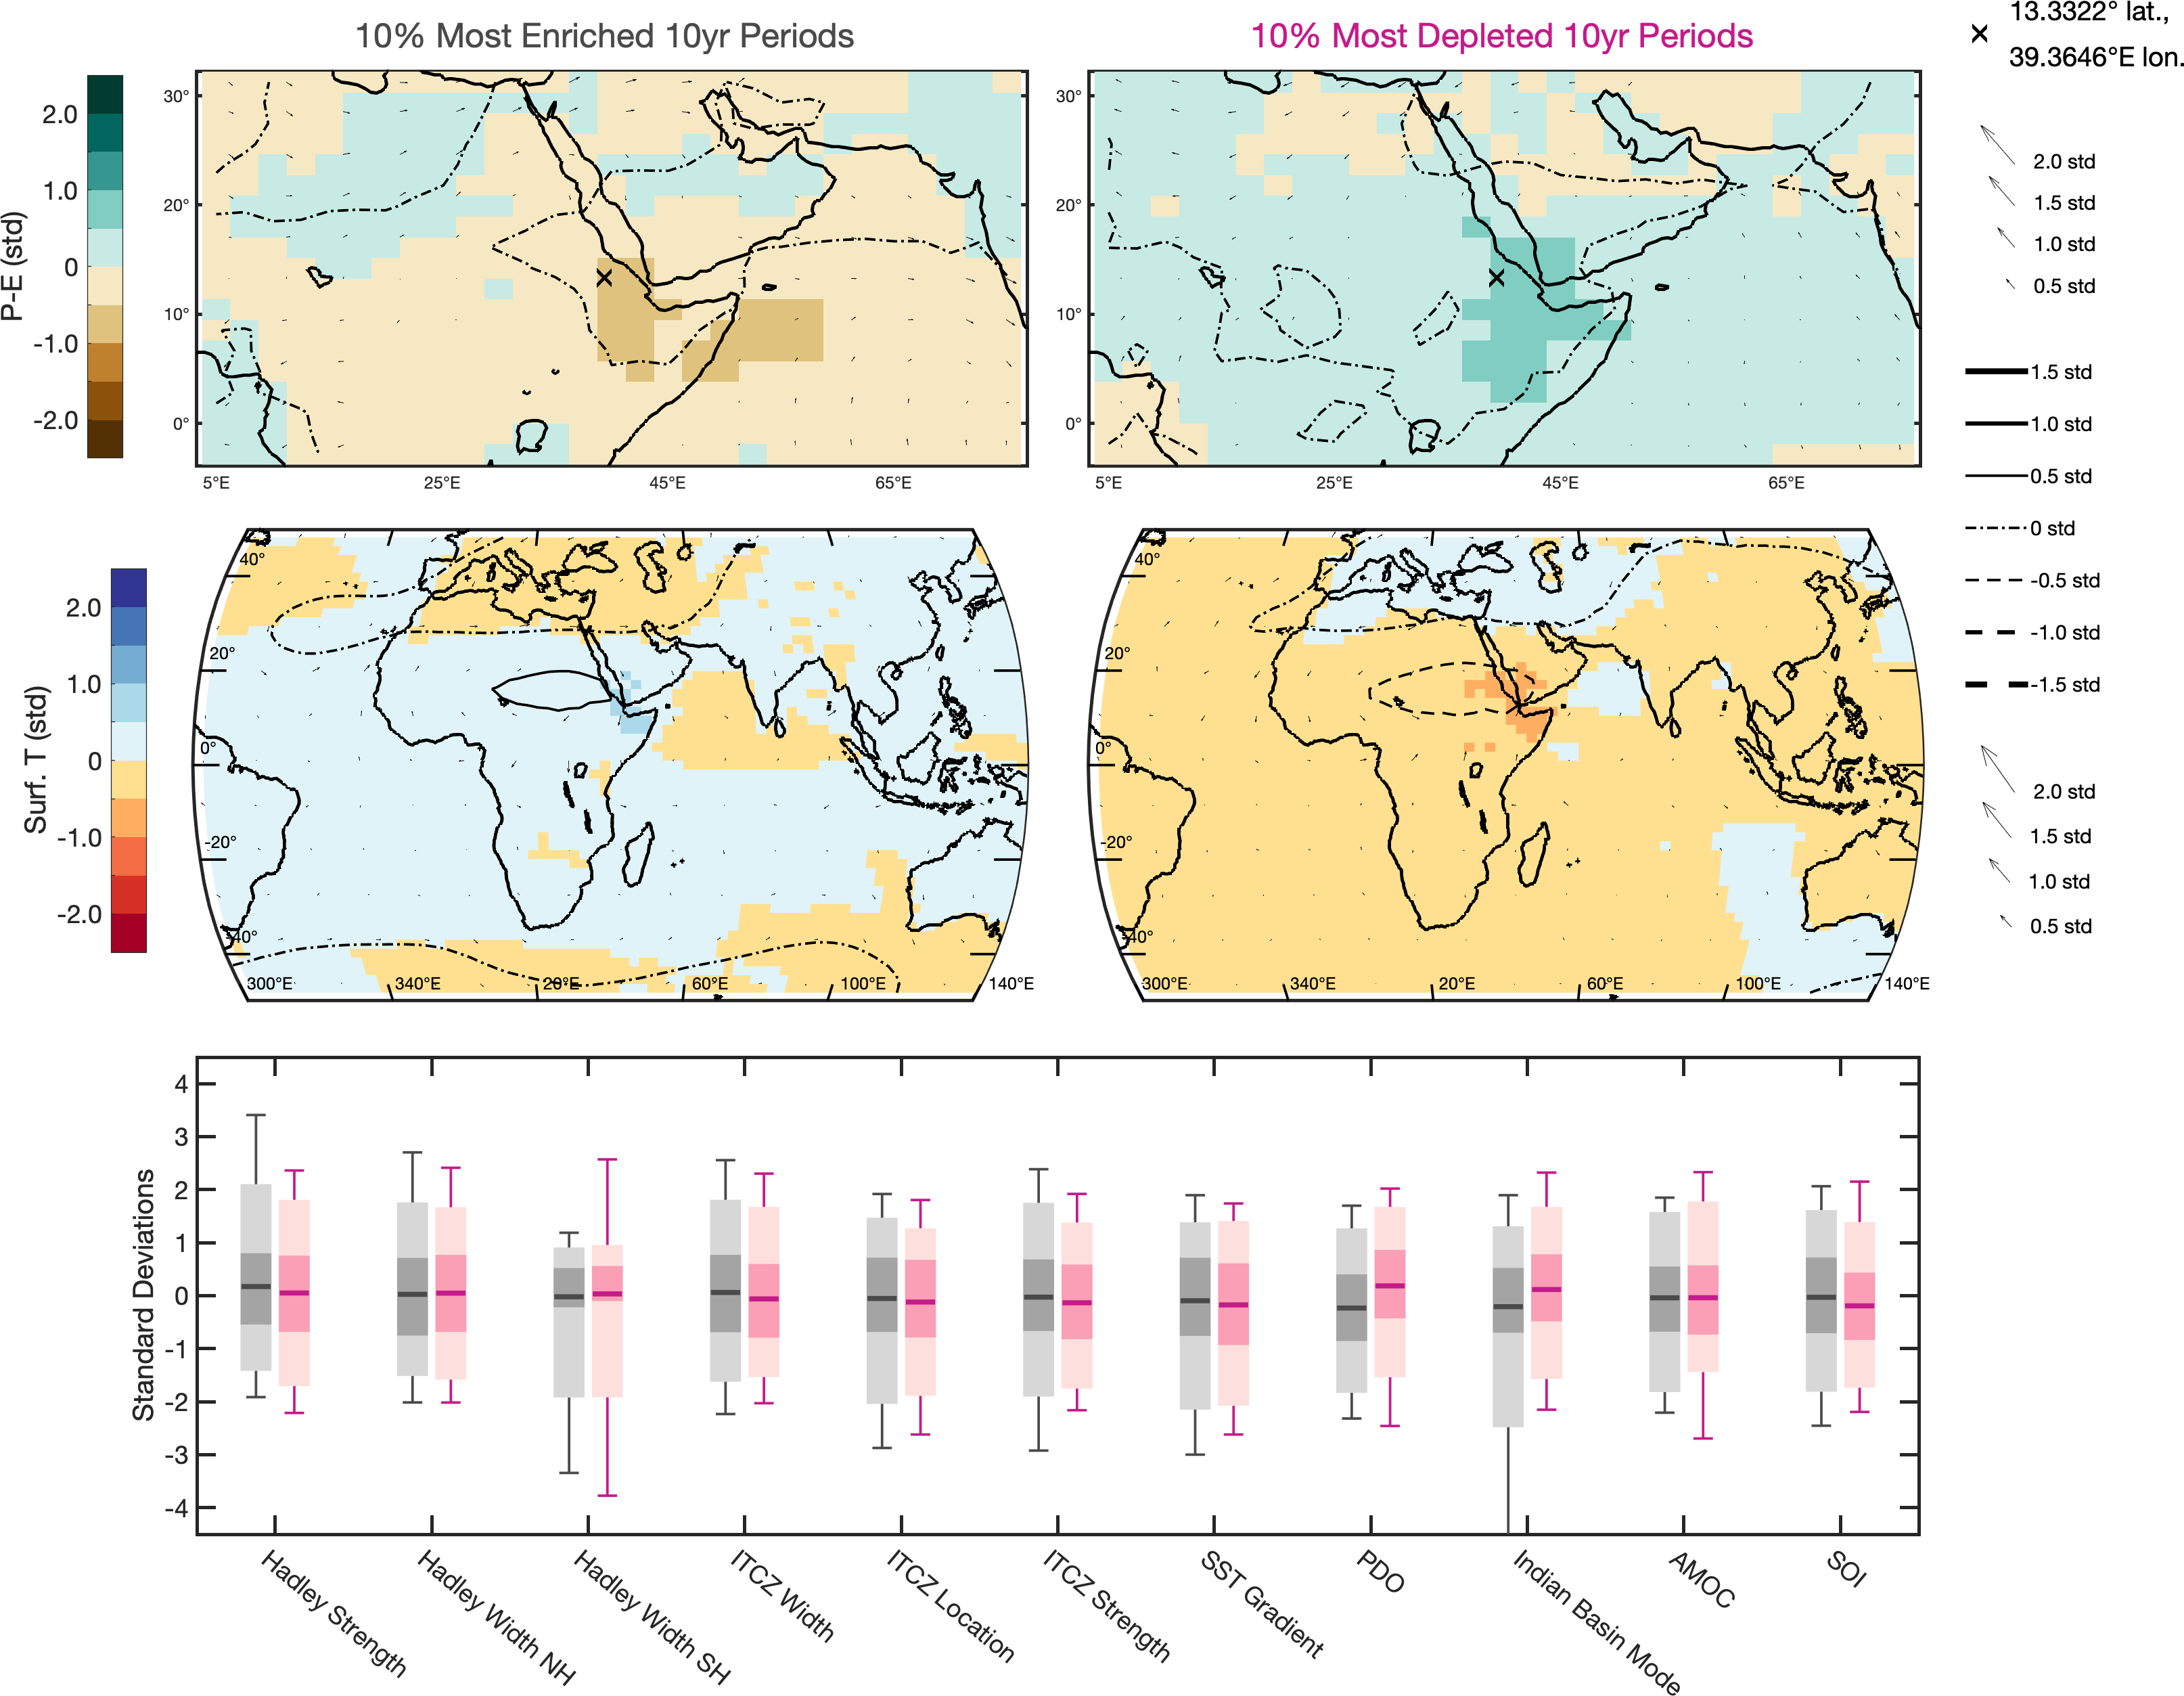 10% Most Enriched 10yr Periods
10% Most Depleted 10yr Periods
13.3322° lat.,
39.3646°E lon.
P-E (std)
2.0
1.0
0
-1.0
-2.0
30°
20°
10°
0°
5°E
25°E
45°E
65°E
30°
20°
10°
0°
5°E
25°E
45°E
65°E
2.0 std
1.5 std
1.0 std
0.5 std
1.5 std
1.0 std
0.5 std
0 std
-0.5 std
-1.0 std
-1.5 std
2.0 std
1.5 std
1.0 std
0.5 std
Surf. T (std)
2.0
1.0
0
-1.0
-2.0
40°
20°
0°
-20°
-40°
300°E
340°E
20°E
60°E
100°E
140°E
40°
20°
0°
-20°
-40°
300°E
340°E
20°E
60°E
100°E
140°E
Standard Deviations
4
3
2
1
0
-1
-2
-3
-4
Hadley Strength
Hadley Width NH
Hadley Width SH
ITCZ Width
ITCZ Location
ITCZ Strength
SST Gradient
PDO
Indian Basin Mode
AMOC
SOI